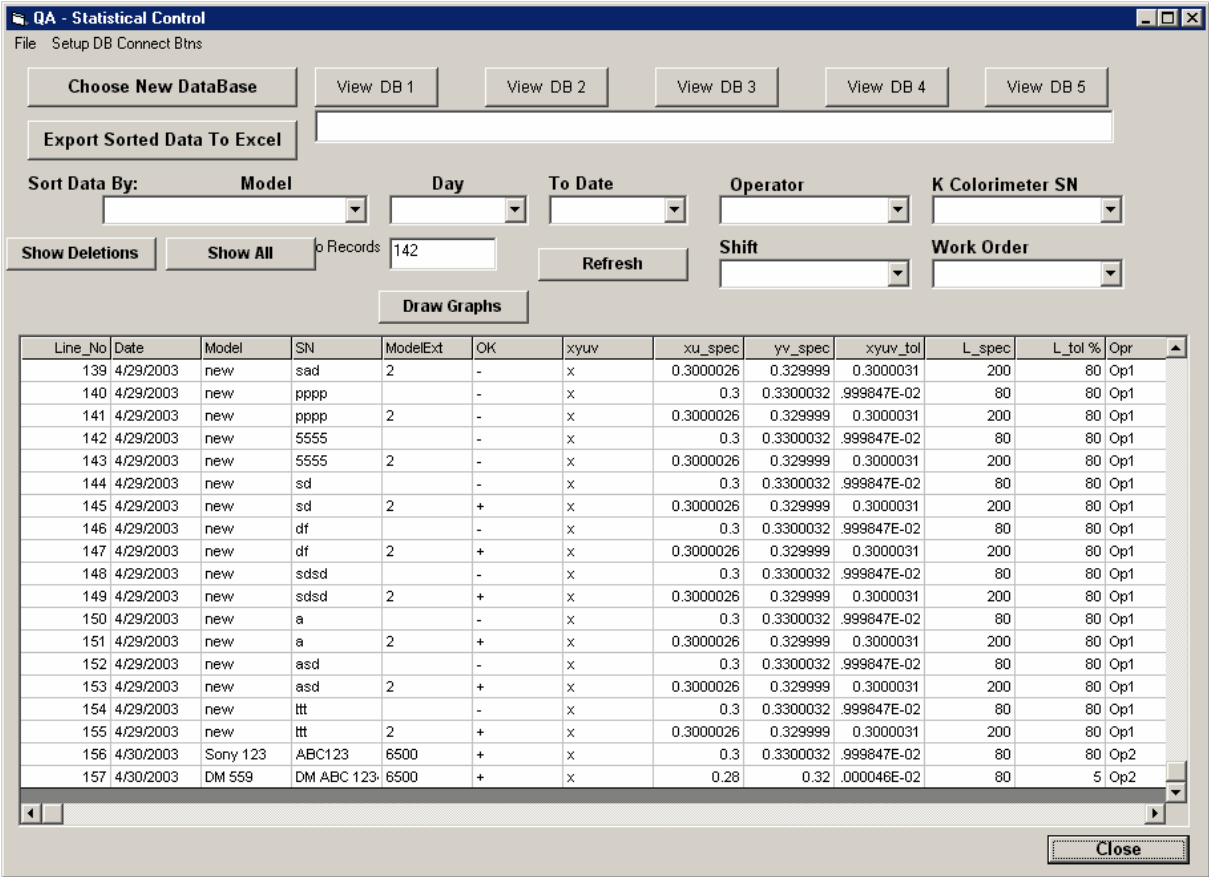 QA - Statistical Control
File Setup DB Connect Btns
Choose New DataBase View DB 1 View DB 2 View DB 3 View DB 4 View DB 5
Export Sorted Data To Excel
Sort Data By: Model Day To Date Operator K Colorimeter SN
Show Deletions Show All o Records 142 Refresh Shift Work Order
Draw Graphs
Line_No Date Model SN ModelExt OK xyuv xu_spec yv_spec xyuv_tol L_spec L_tol % Opr
139 4/29/2003 new sad 2 - x 0.3000026 0.329999 0.3000031 200 80 Op1
140 4/29/2003 new pppp - x 0.3 0.3300032 .999847E-02 80 80 Op1
141 4/29/2003 new pppp 2 - x 0.3000026 0.329999 0.3000031 200 80 Op1
142 4/29/2003 new 5555 - x 0.3 0.3300032 .999847E-02 80 80 Op1
143 4/29/2003 new 5555 2 - x 0.3000026 0.329999 0.3000031 200 80 Op1
144 4/29/2003 new sd - x 0.3 0.3300032 .999847E-02 80 80 Op1
145 4/29/2003 new sd 2 + x 0.3000026 0.329999 0.3000031 200 80 Op1
146 4/29/2003 new df - x 0.3 0.3300032 .999847E-02 80 80 Op1
147 4/29/2003 new df 2 + x 0.3000026 0.329999 0.3000031 200 80 Op1
148 4/29/2003 new sdsd - x 0.3 0.3300032 .999847E-02 80 80 Op1
149 4/29/2003 new sdsd 2 + x 0.3000026 0.329999 0.3000031 200 80 Op1
150 4/29/2003 new a - x 0.3 0.3300032 .999847E-02 80 80 Op1
151 4/29/2003 new a 2 + x 0.3000026 0.329999 0.3000031 200 80 Op1
152 4/29/2003 new asd - x 0.3 0.3300032 .999847E-02 80 80 Op1
153 4/29/2003 new asd 2 + x 0.3000026 0.329999 0.3000031 200 80 Op1
154 4/29/2003 new ttt - x 0.3 0.3300032 .999847E-02 80 80 Op1
155 4/29/2003 new ttt 2 + x 0.3000026 0.329999 0.3000031 200 80 Op1
156 4/30/2003 Sony 123 ABC123 6500 + x 0.3 0.3300032 .999847E-02 80 80 Op2
157 4/30/2003 DM 559 DM ABC 123 6500 + x 0.28 0.32 .000046E-02 80 5 Op2
Close